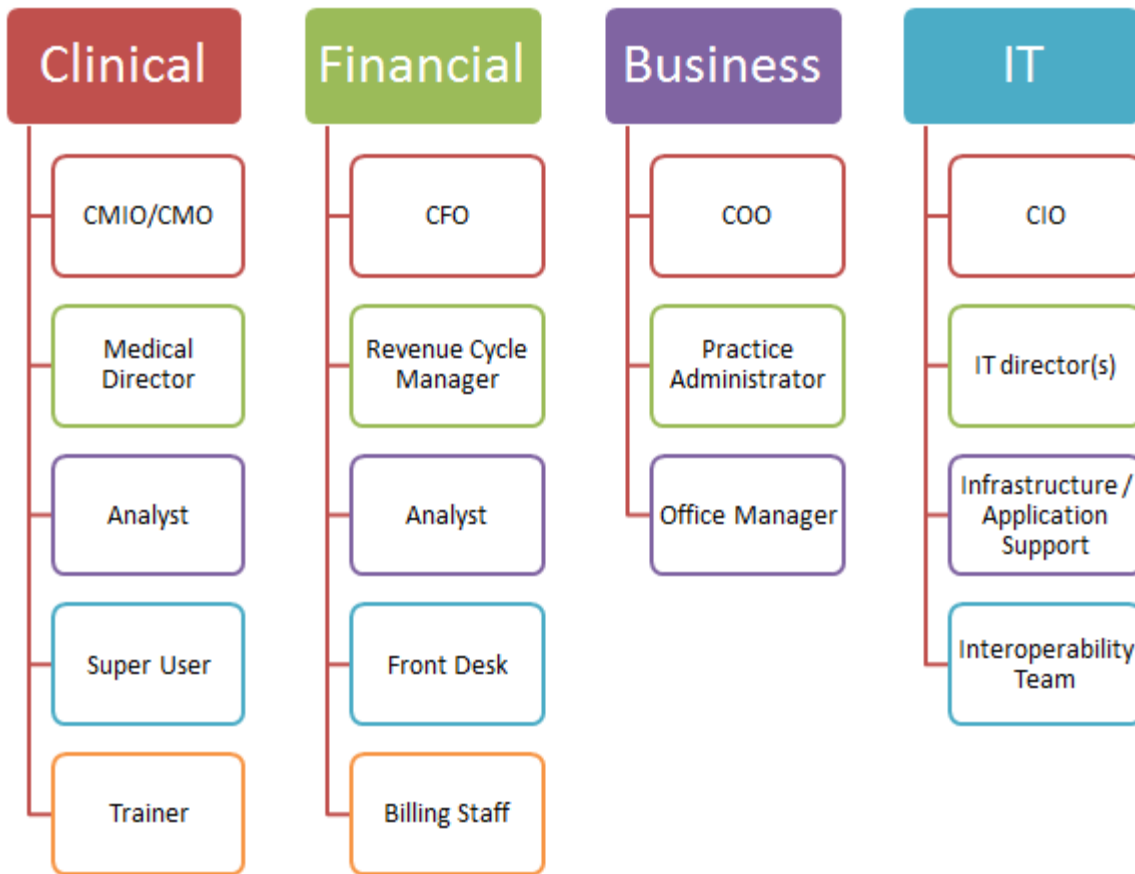 Clinical
CMIO/CMO
Medical
Director
Analyst
Super User
Trainer
Financial
CFO
Revenue Cycle
Manager
Analyst
Front Desk
Billing Staff
Business
COO
Practice
Administrator
Office Manager
IT
CIO
IT director(s)
Infrastructure /
Application
Support
Interoperability
Team